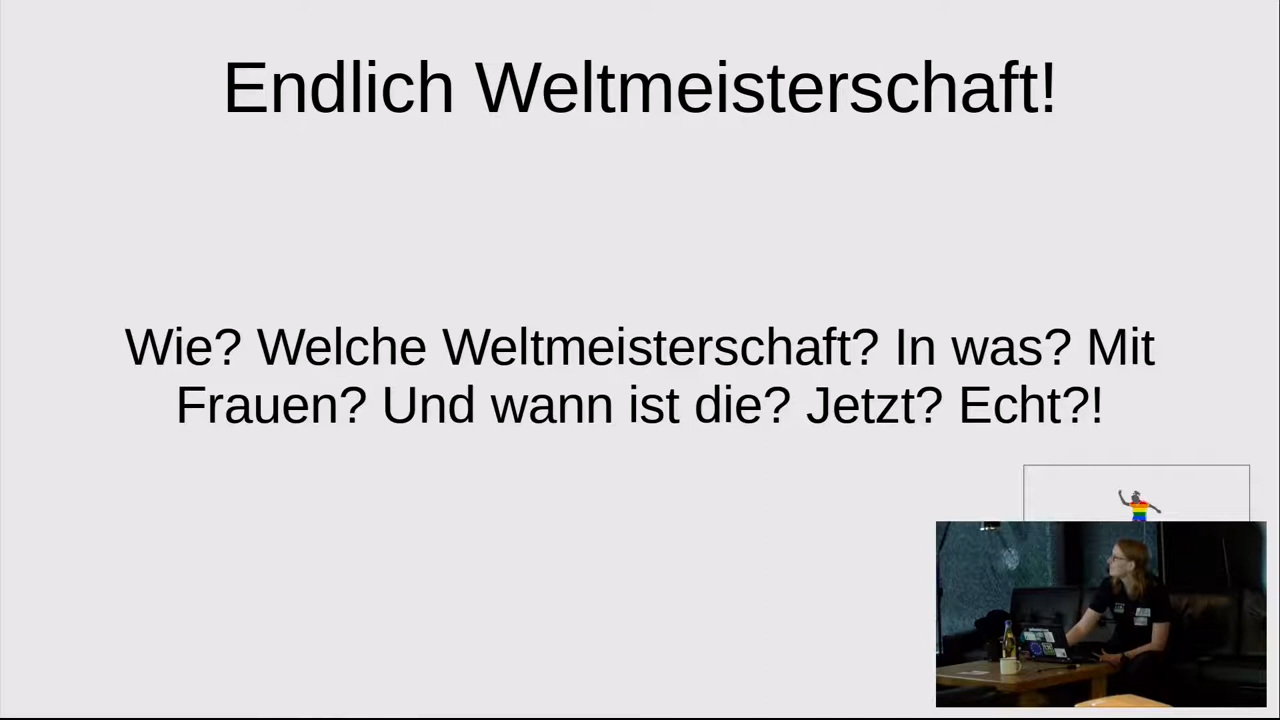 Endlich Weltmeisterschaft!
Wie? Welche Weltmeisterschaft? In was? Mit
Frauen? Und wann ist die? Jetzt? Echt?!